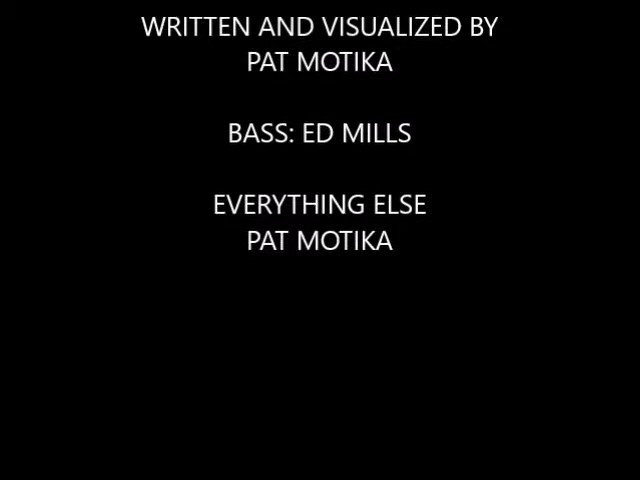 WRITTEN AND VISUALIZED BY
PAT MOTIKA
BASS: ED MILLS
EVERYTHING ELSE
PAT MOTIKA